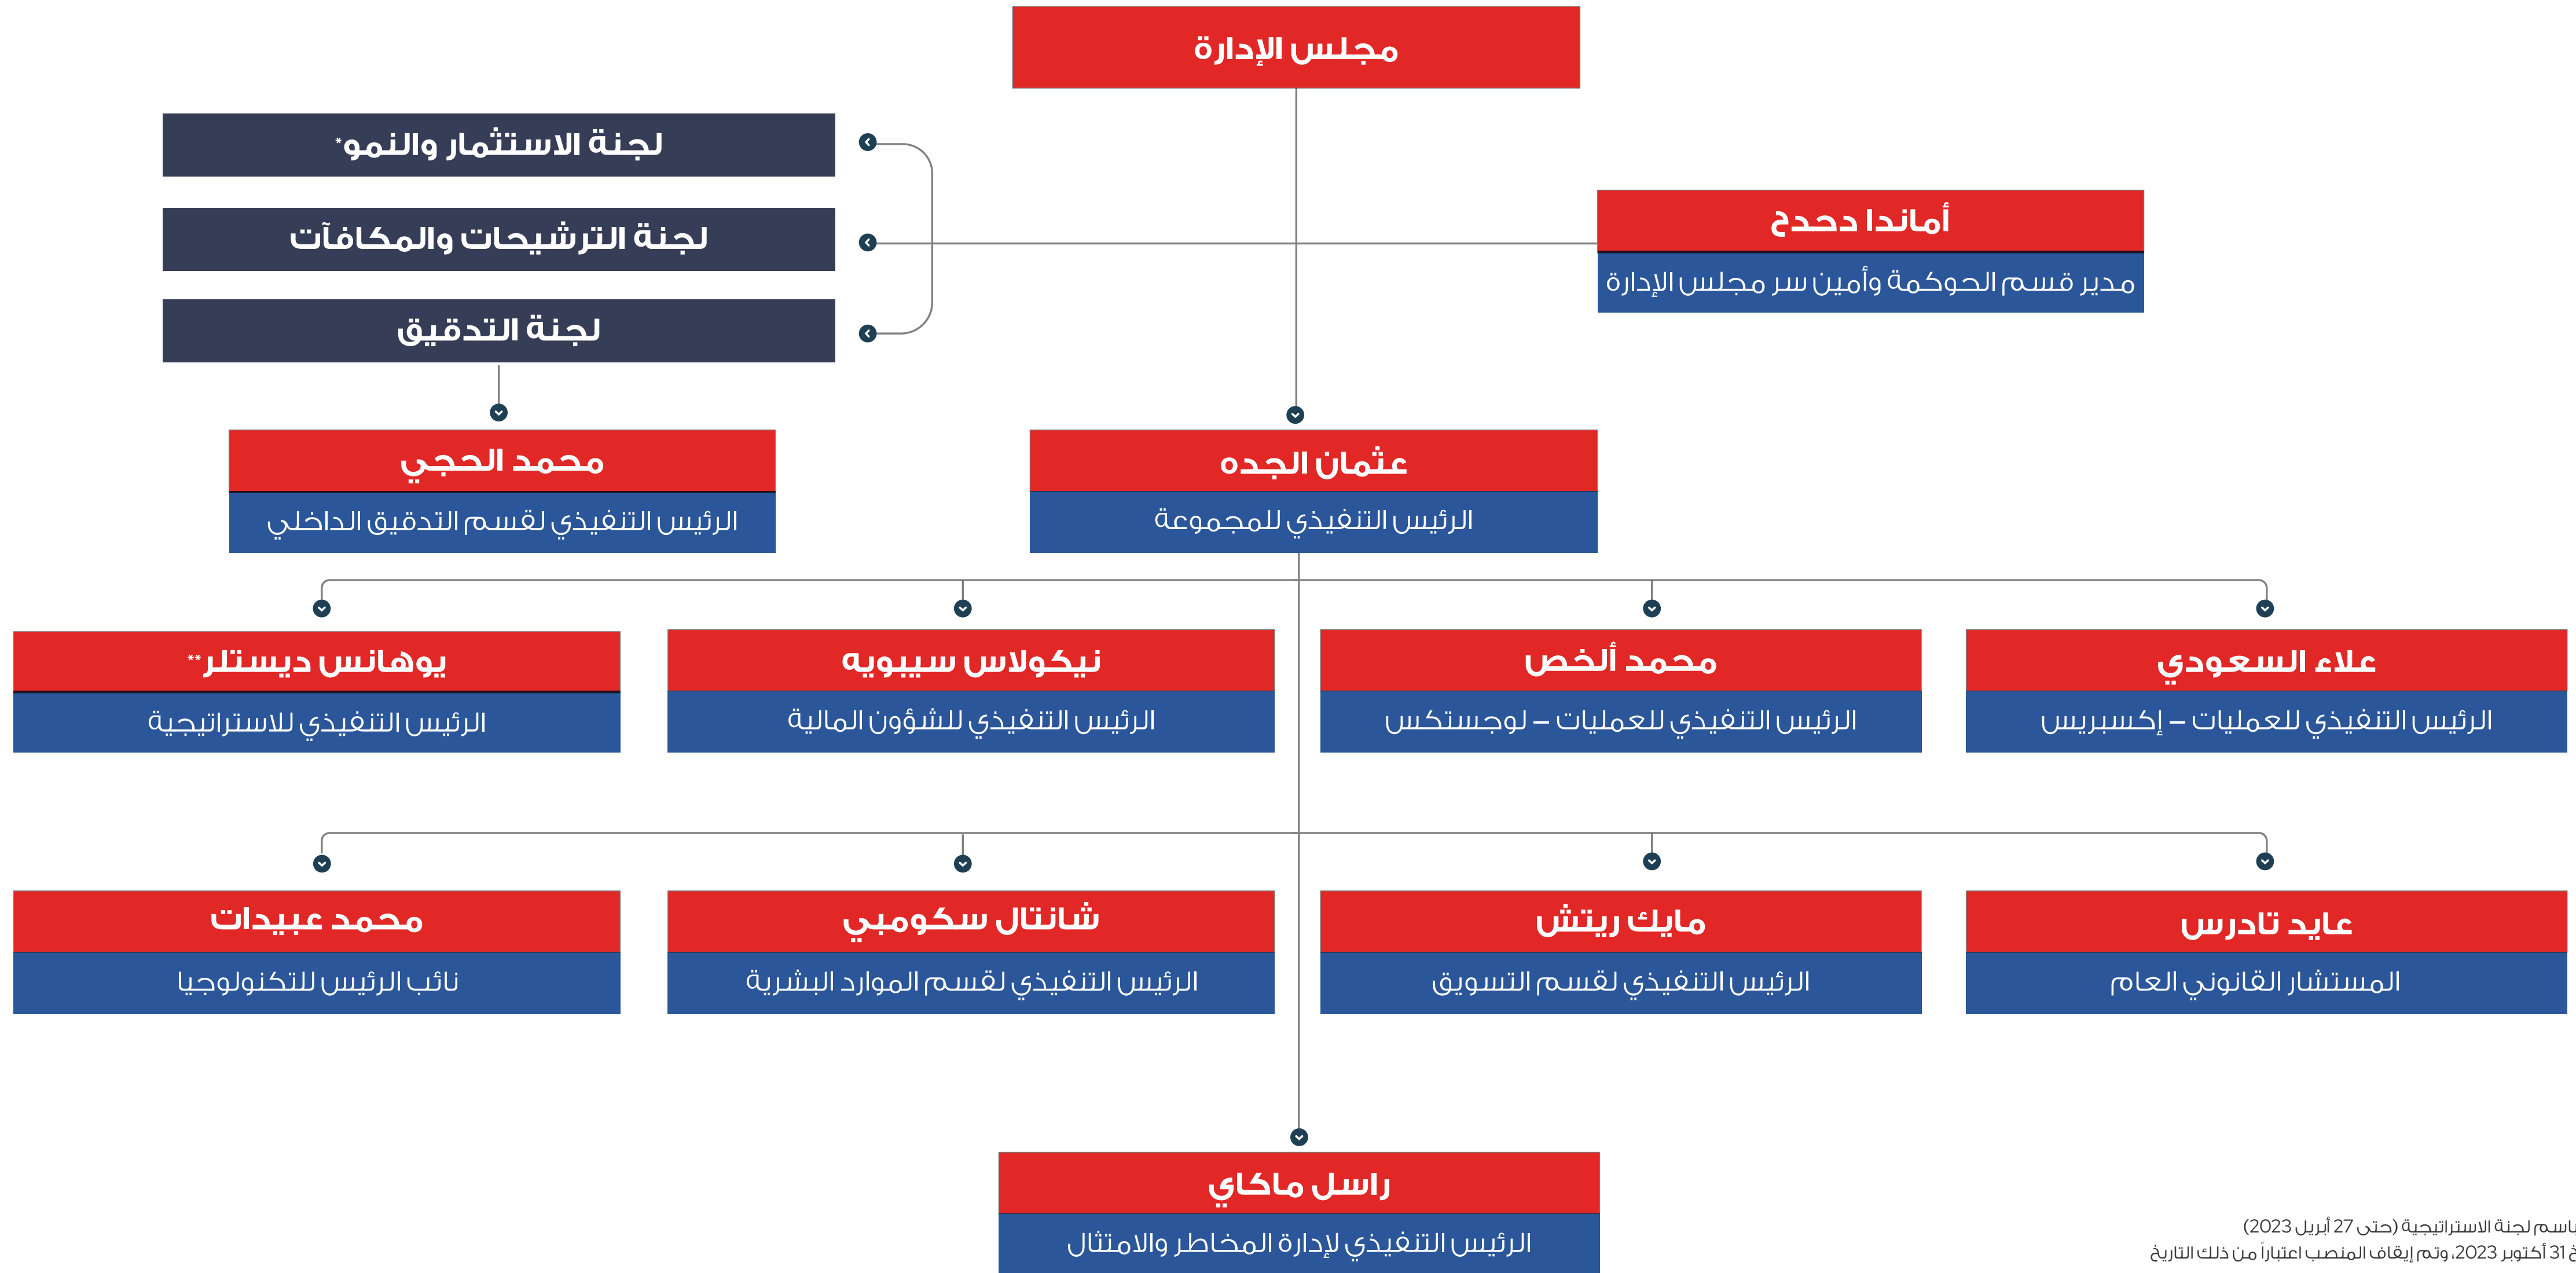 مجلس الإدارة
لجنة الاستثمار والنمو*
لجنة الترشيحات والمكافآت
لجنة التدقيق
أماندا دحدح
مدير قسم الحوكمة وأمين سر مجلس الإدارة
عثمان الجده
الرئيس التنفيذي للمجموعة
محمد الحجي
الرئيس التنفيذي لقسم التدقيق الداخلي
علاء السعودي
الرئيس التنفيذي للعمليات – إكسبريس
محمد ألخص
الرئيس التنفيذي للعمليات – لوجستكس
نيكولاس سيبويه
الرئيس التنفيذي للشؤون المالية
يوهانس ديستلر**
الرئيس التنفيذي للاستراتيجية
عايد تادرس
المستشار القانوني العام
مايك ريتش
الرئيس التنفيذي لقسم التسويق
شانتال سكومبي
الرئيس التنفيذي لقسم الموارد البشرية
محمد عبيدات
نائب الرئيس للتكنولوجيا
راسل ماكاي
الرئيس التنفيذي لإدارة المخاطر والامتثال
باسم لجنة الاستراتيجية (حتى 27 أبريل 2023)
31 أكتوبر 2023، وتم إيقاف المنصب اعتباراً من ذلك التاريخ